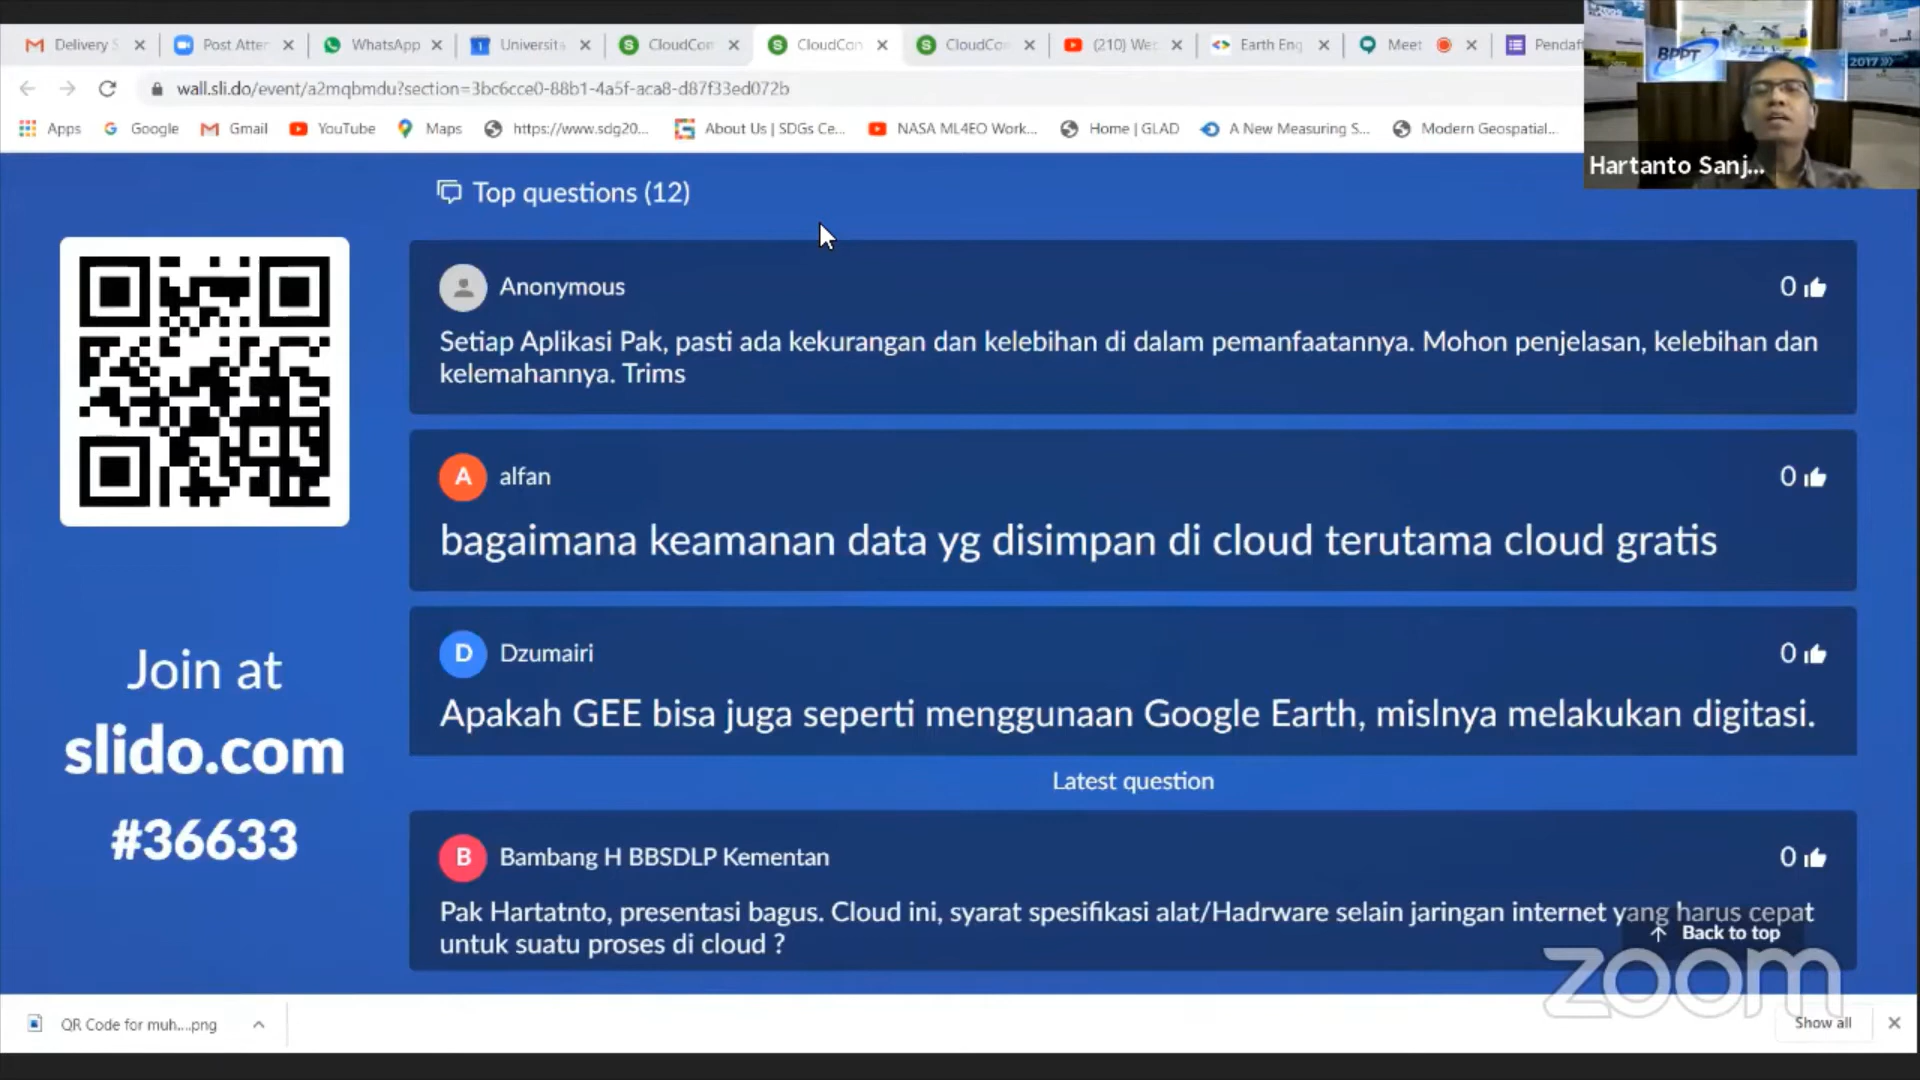 Delivery S
Post Atter
WhatsApp
Universita
CloudCon
CloudCon
CloudCon
(210) We
Earth Eng
Meet
Pendaft
wall.sli.do/event/a2mqbmdu?section=3bc6cce0-88b1-4a5f-aca8-d87f33ed072b
Apps
Google
Gmail
YouTube
Maps
https://www.sdg20...
About Us | SDGs Ce...
NASA ML4EO Work...
Home | GLAD
A New Measuring S...
Modern Geospatial...
BPPT
2017
Hartanto Sanj...
Top questions (12)
Anonymous
0
Setiap Aplikasi Pak, pasti ada kekurangan dan kelebihan di dalam pemanfaatannya. Mohon penjelasan, kelebihan dan
kelemahannya. Trims
A
alfan
0
bagaimana keamanan data yg disimpan di cloud terutama cloud gratis
D
Dzumairi
0
Apakah GEE bisa juga seperti menggunaan Google Earth, mislnya melakukan digitasi.
Join at
slido.com
#36633
Latest question
B
Bambang H BBSDLP Kementan
0
Pak Hartatnto, presentasi bagus. Cloud ini, syarat spesifikasi alat/Hadrware selain jaringan internet yang harus cepat
untuk suatu proses di cloud ?
Back to top
zoom
QR Code for muh....png
Show all